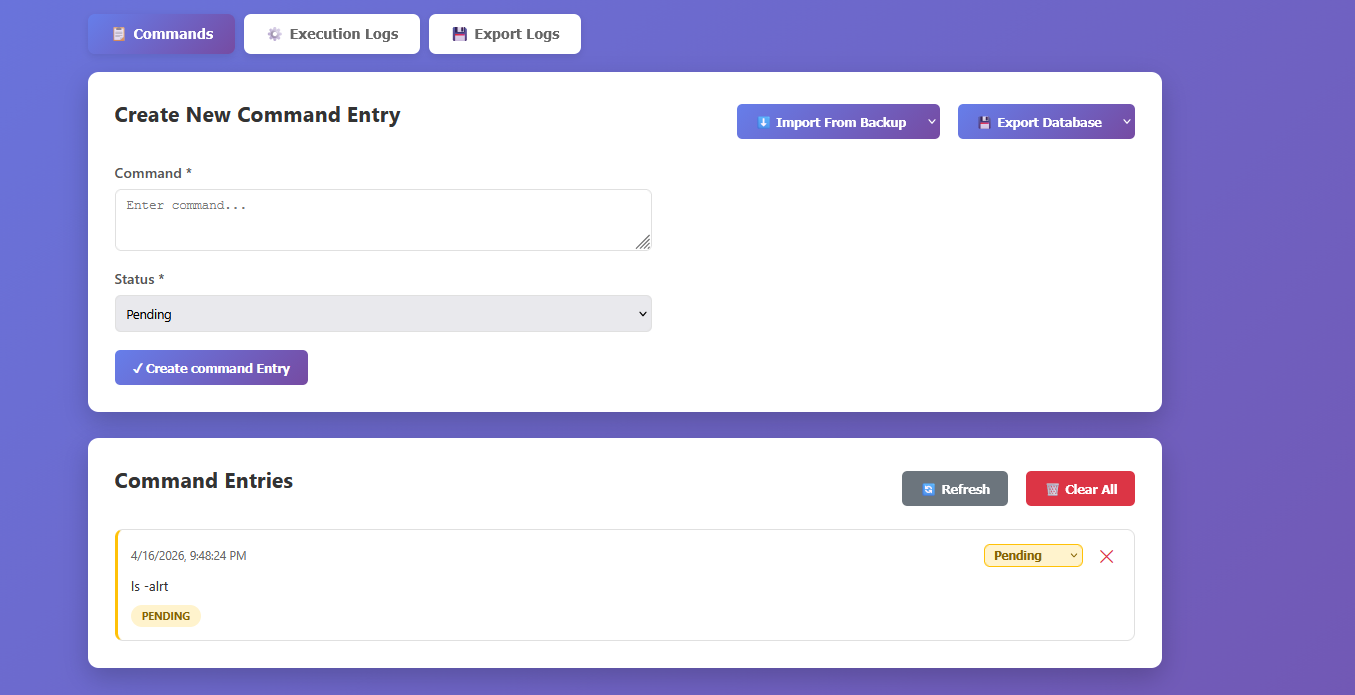 Commands
Execution Logs
Export Logs
Create New Command Entry
Import From Backup
Export Database
Command *
Enter command...
Status *
Pending
✓ Create command Entry
Command Entries
Refresh
Clear All
4/16/2026, 9:48:24 PM
Pending
ls -alrt
PENDING